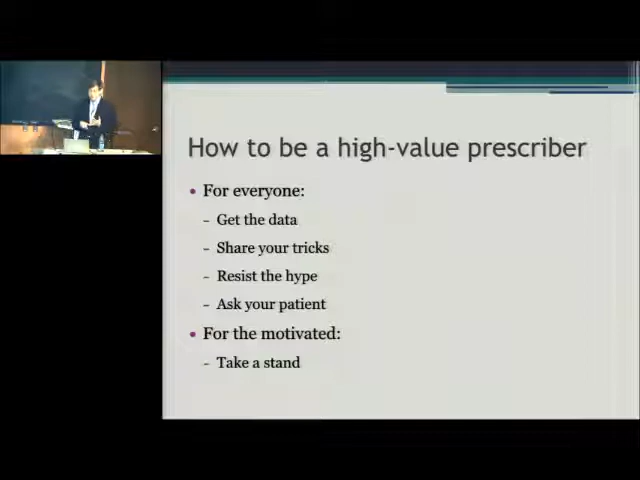 How to be a high-value prescriber
• For everyone:
- Get the data
- Share your tricks
- Resist the hype
- Ask your patient
• For the motivated:
- Take a stand